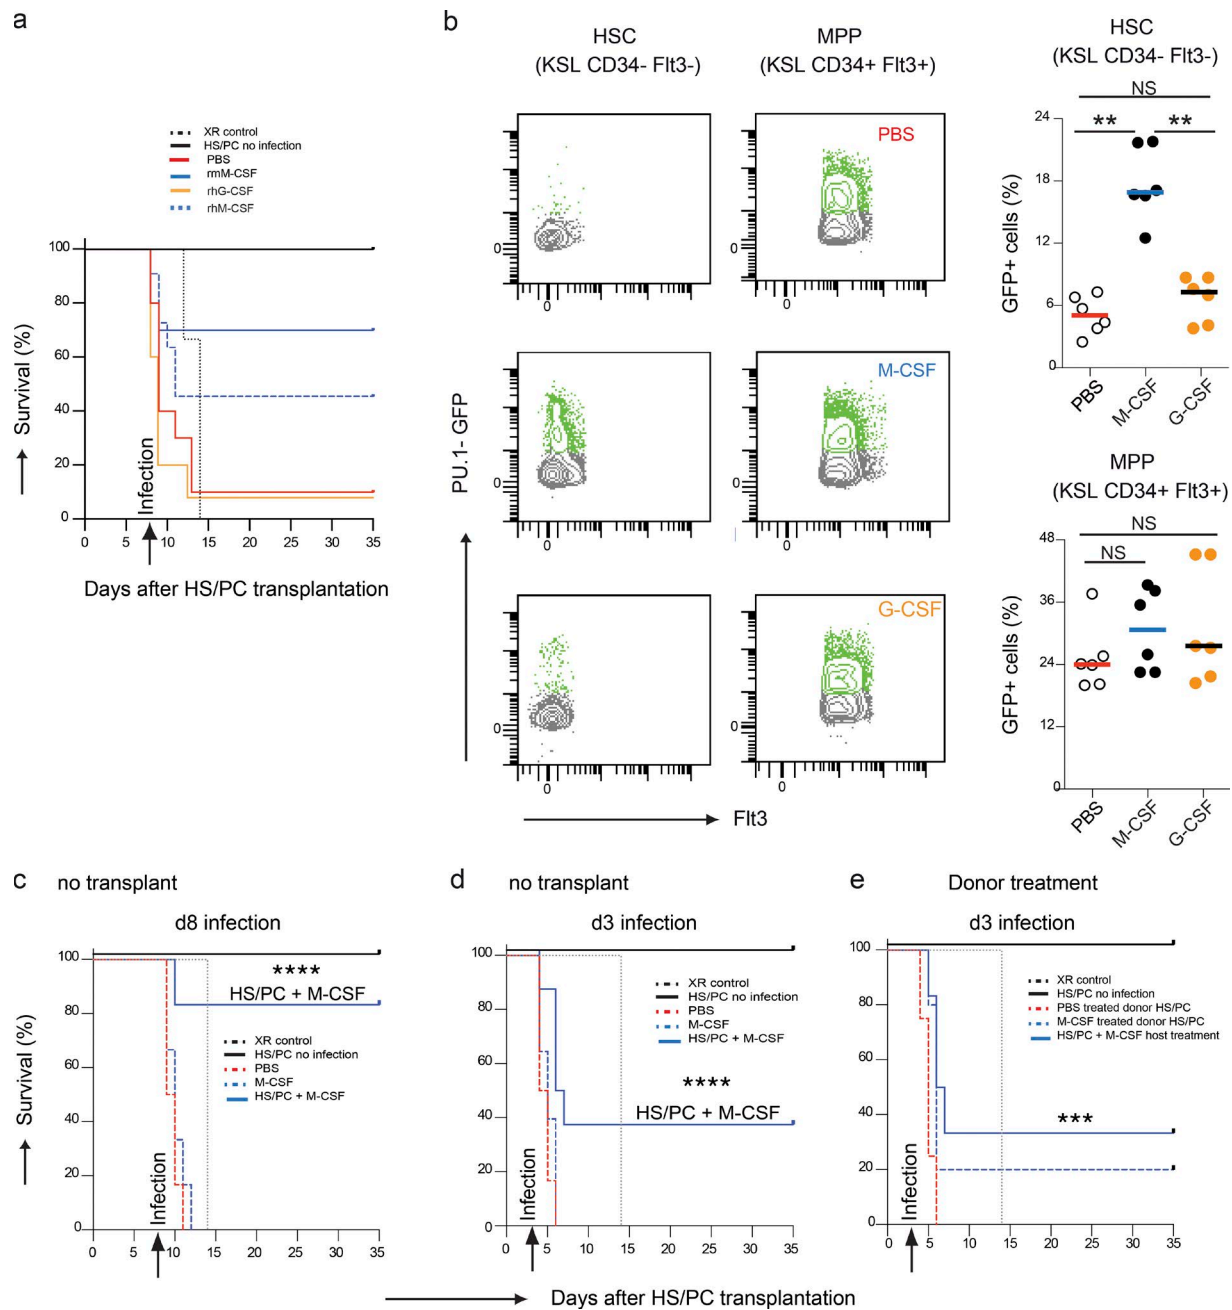 a
XR control
HS/PC no infection
PBS
rmM-CSF
rhG-CSF
rhM-CSF
Survival (%)
100
80
60
40
20
0
Infection
0 5 10 15 20 25 30 35
Days after HS/PC transplantation
b
HSC
(KSL CD34- Flt3-)
MPP
(KSL CD34+ Flt3+)
PBS
0
0
0
0
M-CSF
0
0
0
0
G-CSF
0
0
0
0
PU.1- GFP
Flt3
HSC
(KSL CD34- Flt3-)
NS
** **
GFP+ cells (%)
24
18
12
6
0
PBS
M-CSF
G-CSF
MPP
(KSL CD34+ Flt3+)
NS
NS
GFP+ cells (%)
48
36
24
12
0
PBS
M-CSF
G-CSF
c no transplant
d8 infection
Survival (%)
100
80
60
40
20
0
****
HS/PC + M-CSF
XR control
HS/PC no infection
PBS
M-CSF
HS/PC + M-CSF
Infection
0 5 10 15 20 25 30 35
d no transplant
d3 infection
100
80
60
40
20
0
XR control
HS/PC no infection
PBS
M-CSF
HS/PC + M-CSF
****
HS/PC + M-CSF
Infection
0 5 10 15 20 25 30 35
e Donor treatment
d3 infection
100
80
60
40
20
0
XR control
HS/PC no infection
PBS treated donor HS/PC
M-CSF treated donor HS/PC
HS/PC + M-CSF host treatment
***
Infection
0 5 10 15 20 25 30 35
Days after HS/PC transplantation